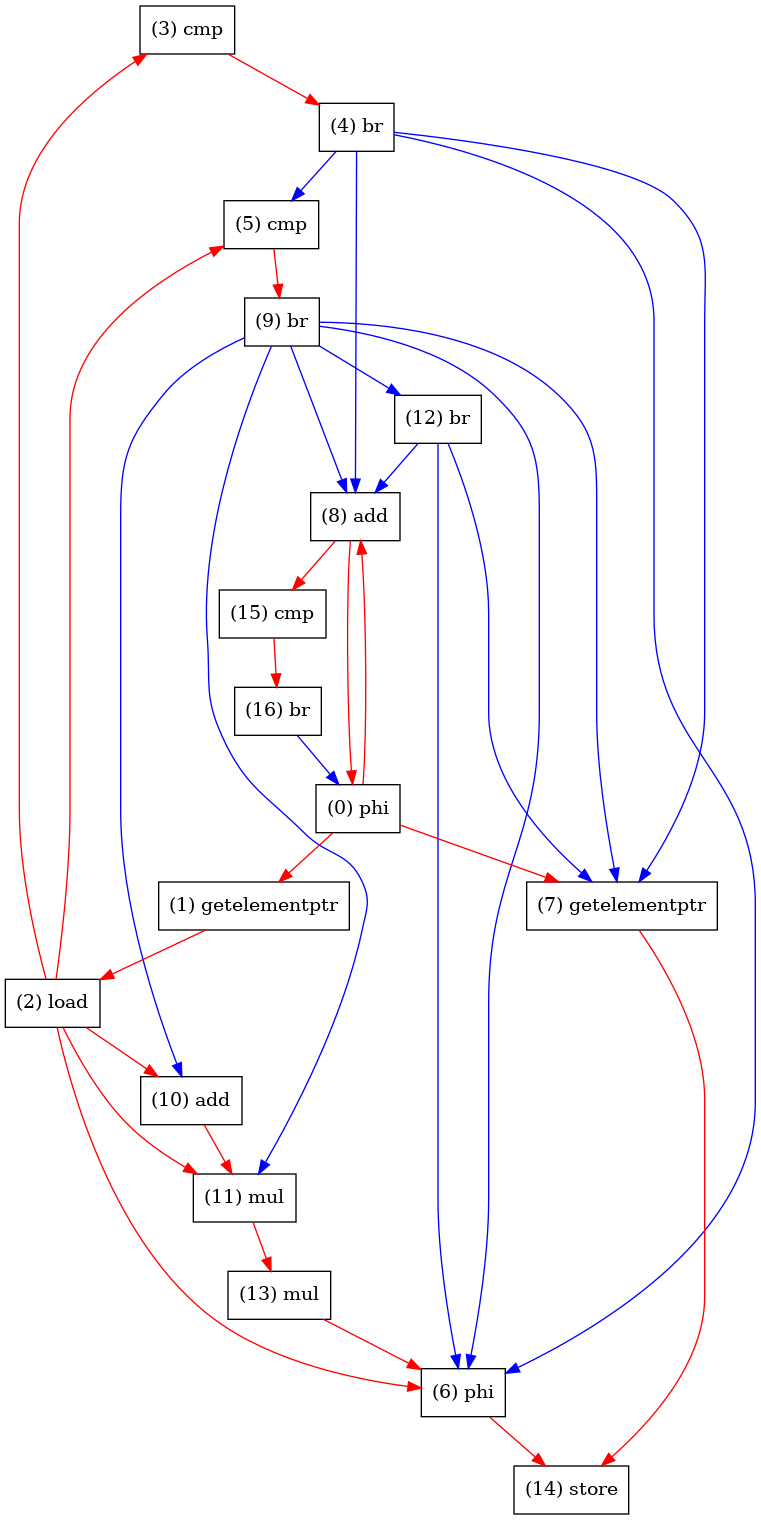 (3) cmp
(4) br
(5) cmp
(9) br
(12) br
(8) add
(15) cmp
(16) br
(0) phi
(1) getelementptr
(7) getelementptr
(2) load
(10) add
(11) mul
(13) mul
(6) phi
(14) store